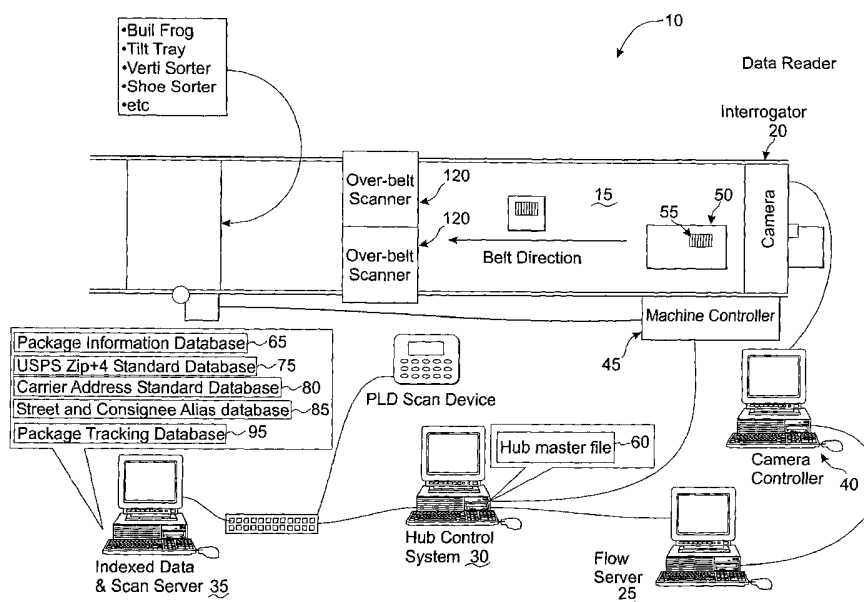 •Buil Frog
•Tilt Tray
•Verti Sorter
•Shoe Sorter
•etc
10
Data Reader
Interrogator
20
Over-belt
Scanner
120
Over-belt
Scanner
120
15
50
55
Belt Direction
Camera
Machine Controller
45
Package Information Database 65
USPS Zip+4 Standard Database 75
Carrier Address Standard Database 80
Street and Consignee Alias database 85
Package Tracking Database 95
PLD Scan Device
Hub master file 60
Camera
Controller 40
Indexed Data
& Scan Server 35
Hub Control
System 30
Flow
Server
25